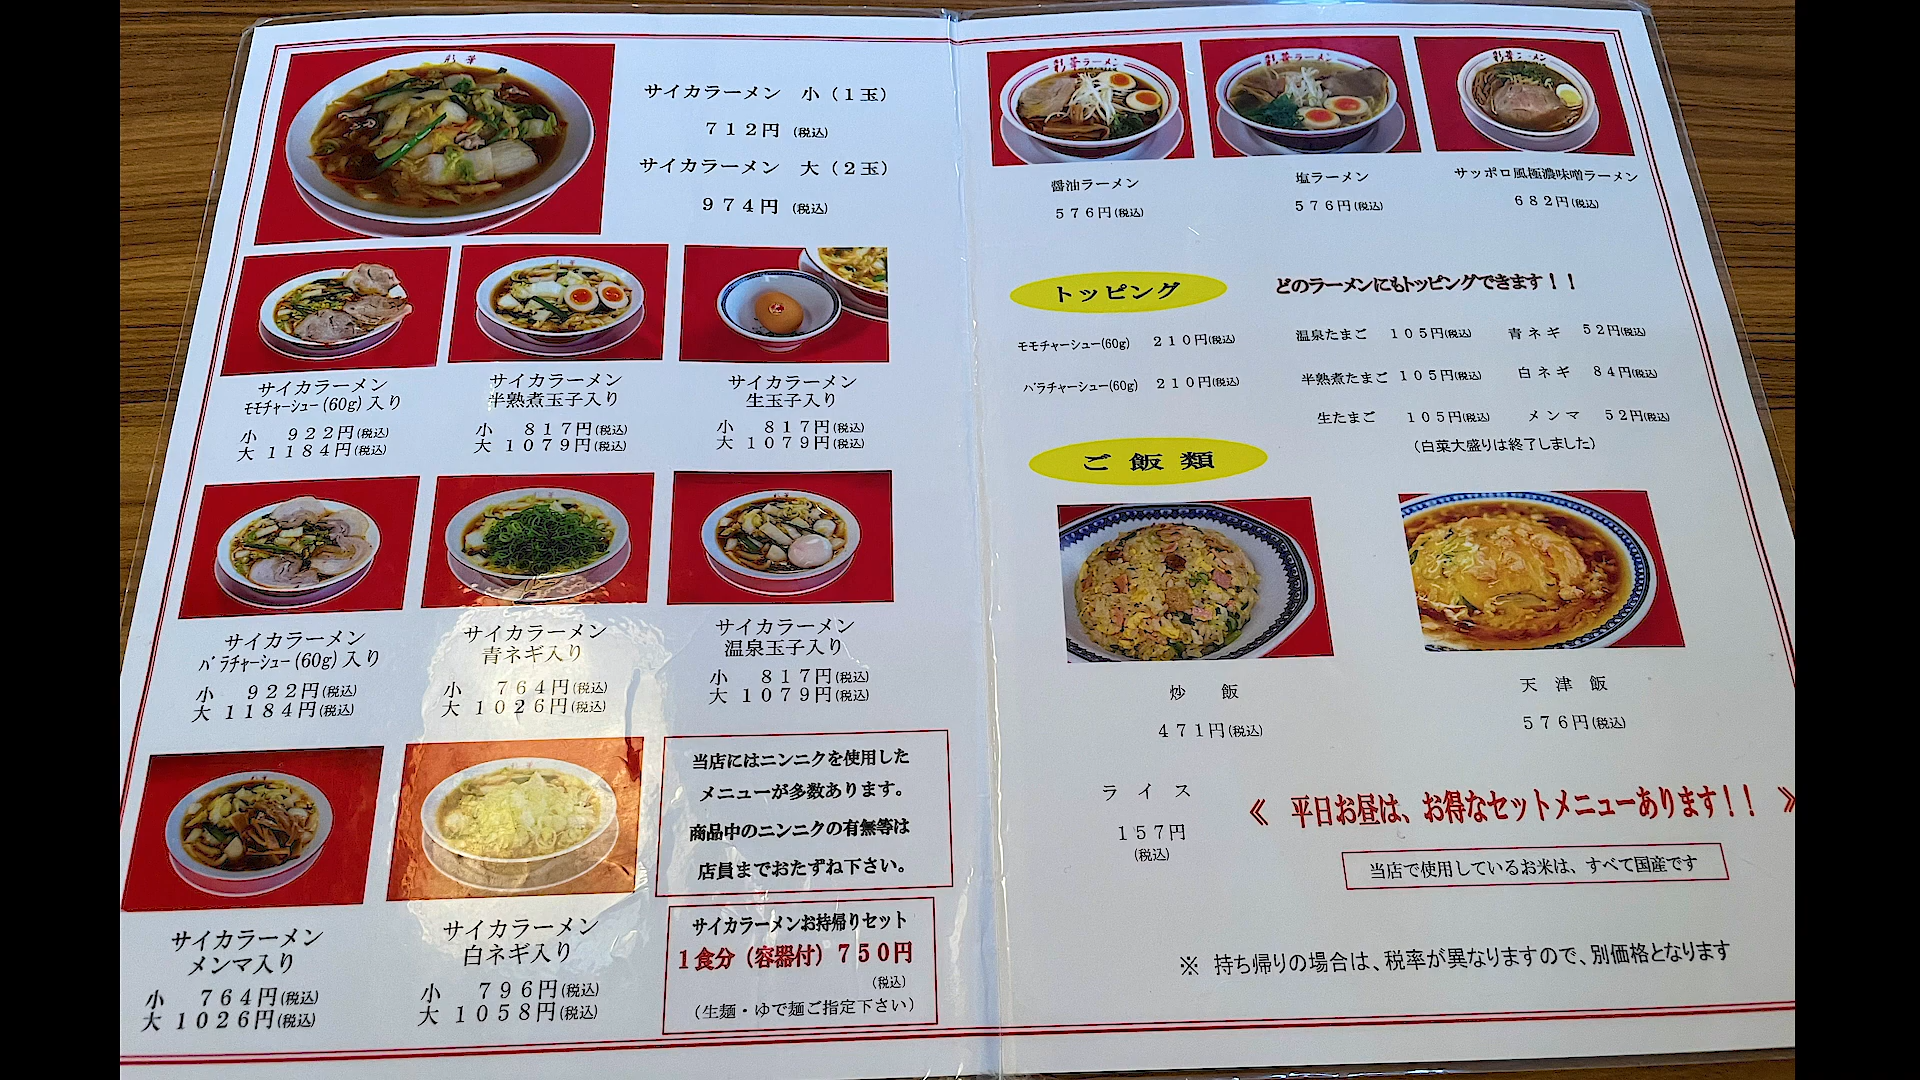 サイカラーメン 小（１玉）
７１２円（税込）
サイカラーメン 大（２玉）
９７４円（税込）
サイカラーメン
ﾓﾓﾁｬｰｼｭｰ(60g)入り
小 ９２２円(税込)
大 １１８４円(税込)
サイカラーメン
半熟煮玉子入り
小 ８１７円(税込)
大 １０７９円(税込)
サイカラーメン
生玉子入り
小 ８１７円(税込)
大 １０７９円(税込)
サイカラーメン
ﾊﾞﾗﾁｬｰｼｭｰ(60g)入り
小 ９２２円(税込)
大 １１８４円(税込)
サイカラーメン
青ネギ入り
小 ７６４円(税込)
大 １０２６円(税込)
サイカラーメン
温泉玉子入り
小 ８１７円(税込)
大 １０７９円(税込)
サイカラーメン
メンマ入り
小 ７６４円(税込)
大 １０２６円(税込)
サイカラーメン
白ネギ入り
小 ７９６円(税込)
大 １０５８円(税込)
当店にはニンニクを使用した
メニューが多数あります。
商品中のニンニクの有無等は
店員までおたずね下さい。
サイカラーメンお持帰りセット
１食分（容器付）７５０円
(税込)
（生麺・ゆで麺ご指定下さい）
彩華
彩華ラーメン
彩華ラーメン
彩華ラーメン
醤油ラーメン
５７６円(税込)
塩ラーメン
５７６円(税込)
サッポロ風極濃味噌ラーメン
６８２円(税込)
トッピング
どのラーメンにもトッピングできます！！
モモチャーシュー(60g) ２１０円(税込)
温泉たまご １０５円(税込)
青ネギ ５２円(税込)
バラチャーシュー(60g) ２１０円(税込)
半熟煮たまご １０５円(税込)
白ネギ ８４円(税込)
生たまご １０５円(税込)
メンマ ５２円(税込)
（白菜大盛りは終了しました）
ご飯類
炒飯
４７１円(税込)
天津飯
５７６円(税込)
ライス
１５７円
(税込)
《 平日お昼は、お得なセットメニューあります！！ 》
当店で使用しているお米は、すべて国産です
※ 持ち帰りの場合は、税率が異なりますので、別価格となります